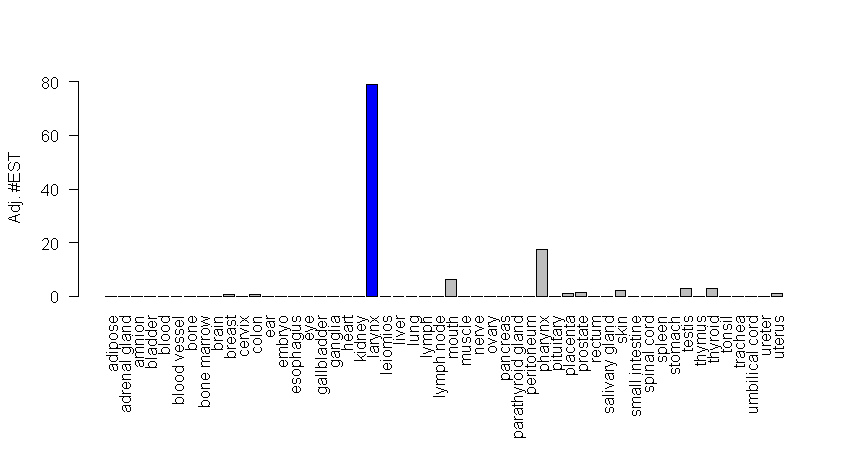 Adj. #EST
80
60
40
20
0
adipose
adrenal gland
amnion
bladder
blood
blood vessel
bone
bone marrow
brain
breast
cervix
colon
ear
embryo
esophagus
eye
gallbladder
ganglia
heart
kidney
larynx
leiomios
liver
lung
lymph
lymph node
mouth
muscle
nerve
ovary
pancreas
parathyroid gland
peritoneum
pharynx
pituitary
placenta
prostate
rectum
salivary gland
skin
small intestine
spinal cord
spleen
stomach
testis
thymus
thyroid
tonsil
trachea
umbilical cord
ureter
uterus